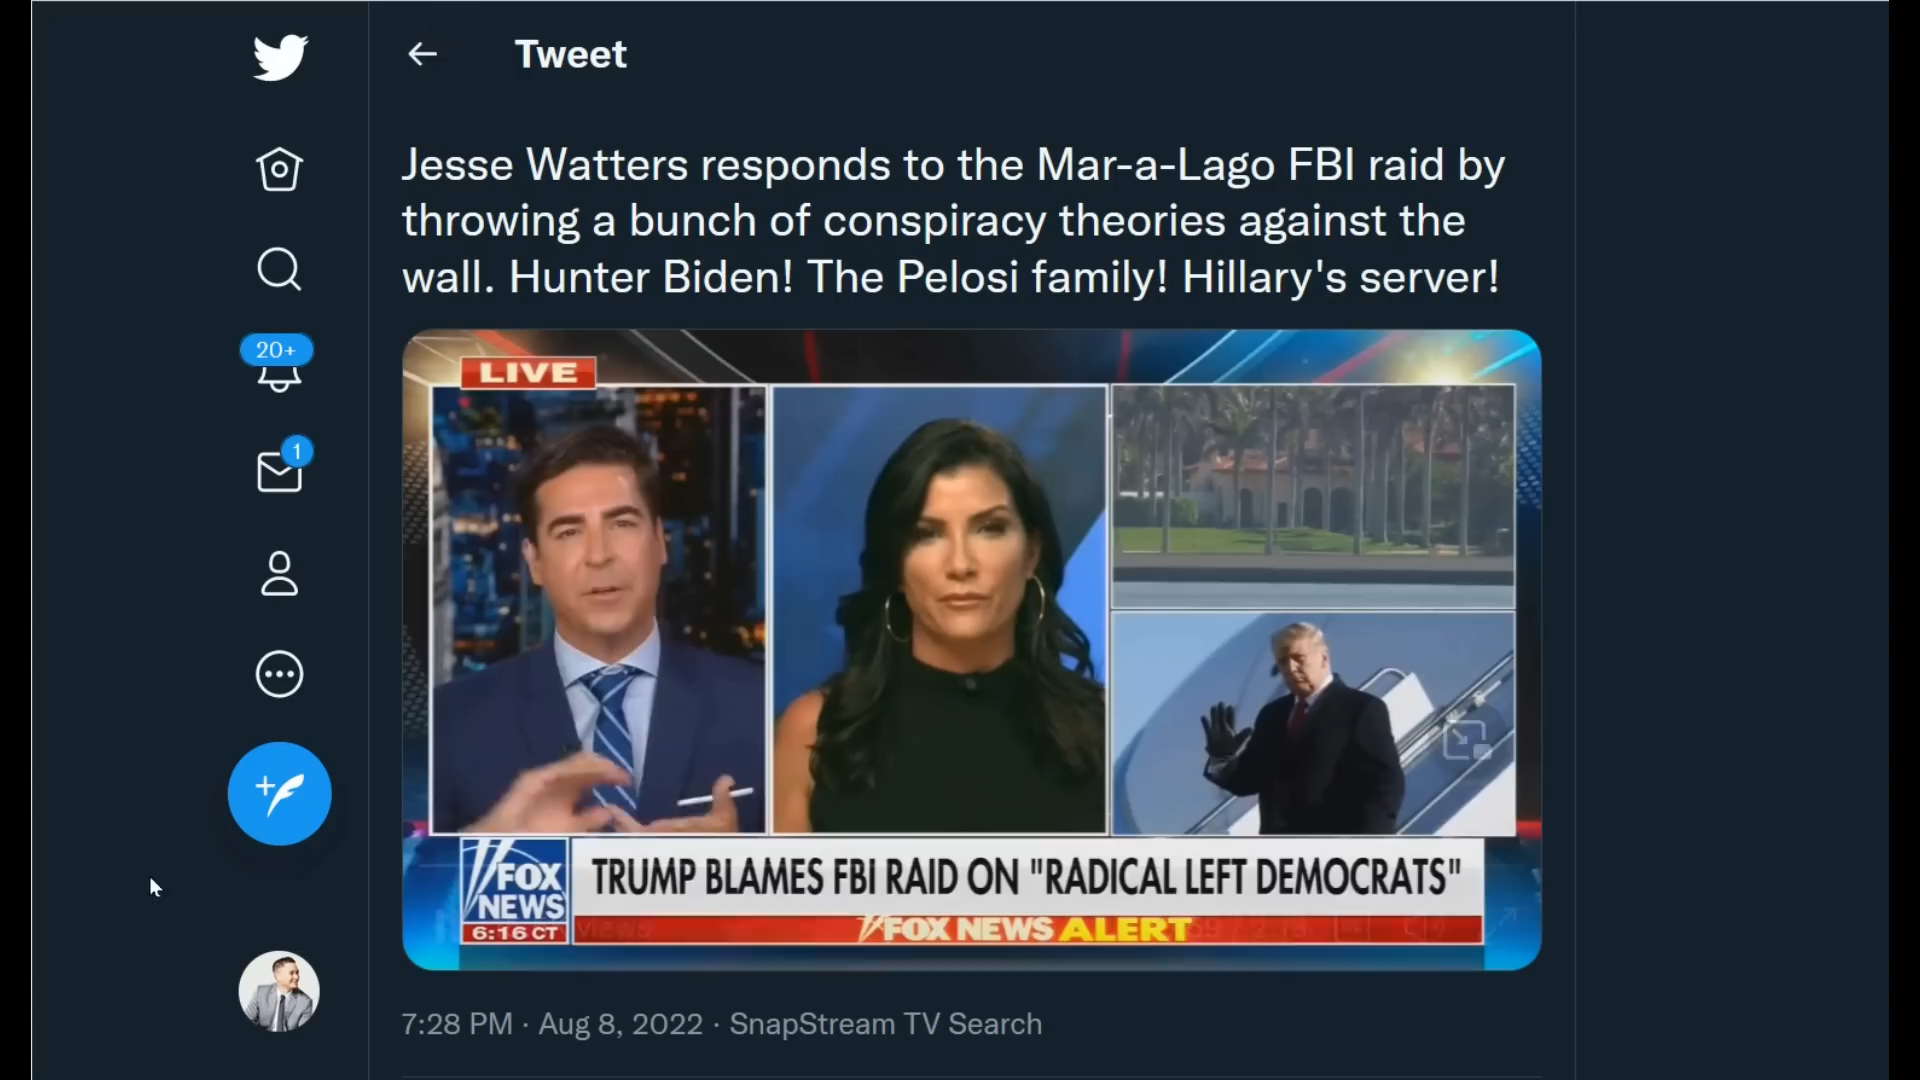 Tweet
Jesse Watters responds to the Mar-a-Lago FBI raid by
throwing a bunch of conspiracy theories against the
wall. Hunter Biden! The Pelosi family! Hillary's server!
20+
1
LIVE
TRUMP BLAMES FBI RAID ON "RADICAL LEFT DEMOCRATS"
FOX
NEWS
6:16 CT
views
FOX NEWS ALERT
7:28 PM · Aug 8, 2022 · SnapStream TV Search